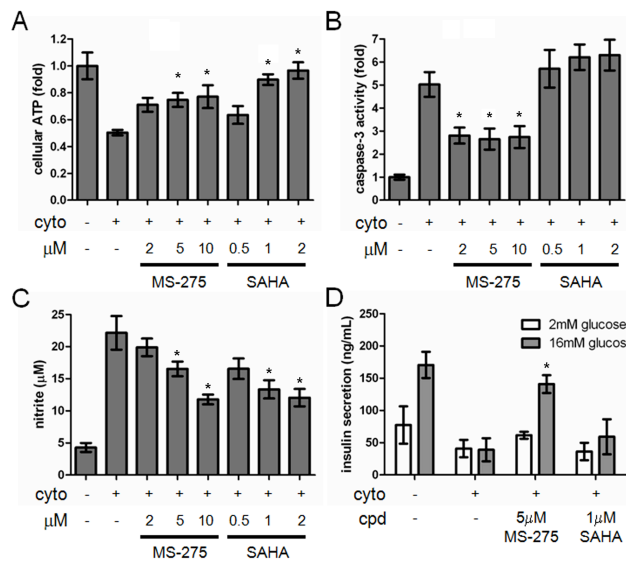 A
cellular ATP (fold)
1.2
1.0
0.8
0.6
0.4
0.2
0.0
* * * *
cyto - + + + + + + +
μM - - 2 5 10 0.5 1 2
MS-275 SAHA
B
caspase-3 activity (fold)
8
7
6
5
4
3
2
1
0
* * *
cyto - + + + + + + +
μM - - 2 5 10 0.5 1 2
MS-275 SAHA
C
nitrite (μM)
25
20
15
10
5
0
* * * *
cyto - + + + + + + +
μM - - 2 5 10 0.5 1 2
MS-275 SAHA
D
insulin secretion (ng/mL)
250
200
150
100
50
0
2mM glucose
16mM glucos
*
cyto - + + +
cpd - - 5μM 1μM
MS-275 SAHA